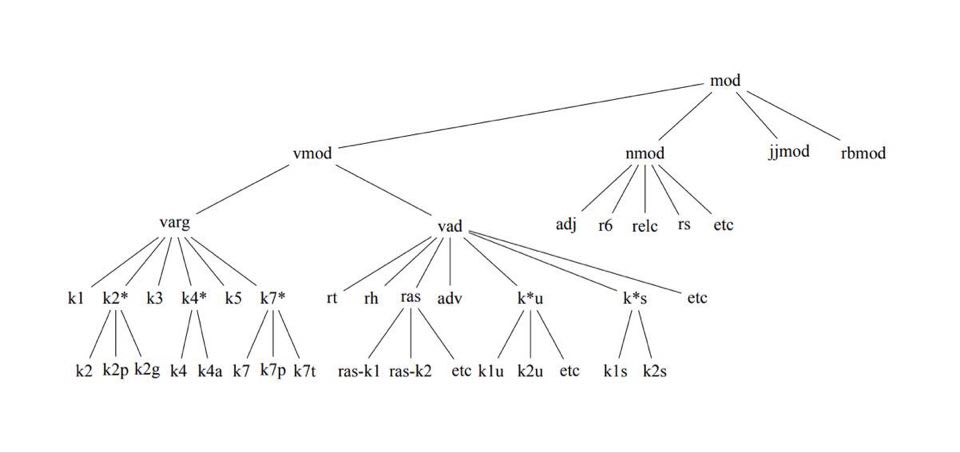 mod
vmod nmod jjmod rbmod
varg vad adj r6 relc rs etc
k1 k2* k3 k4* k5 k7* rt rh ras adv k*u k*s etc
k2 k2p k2g k4 k4a k7 k7p k7t ras-k1 ras-k2 etc k1u k2u etc k1s k2s